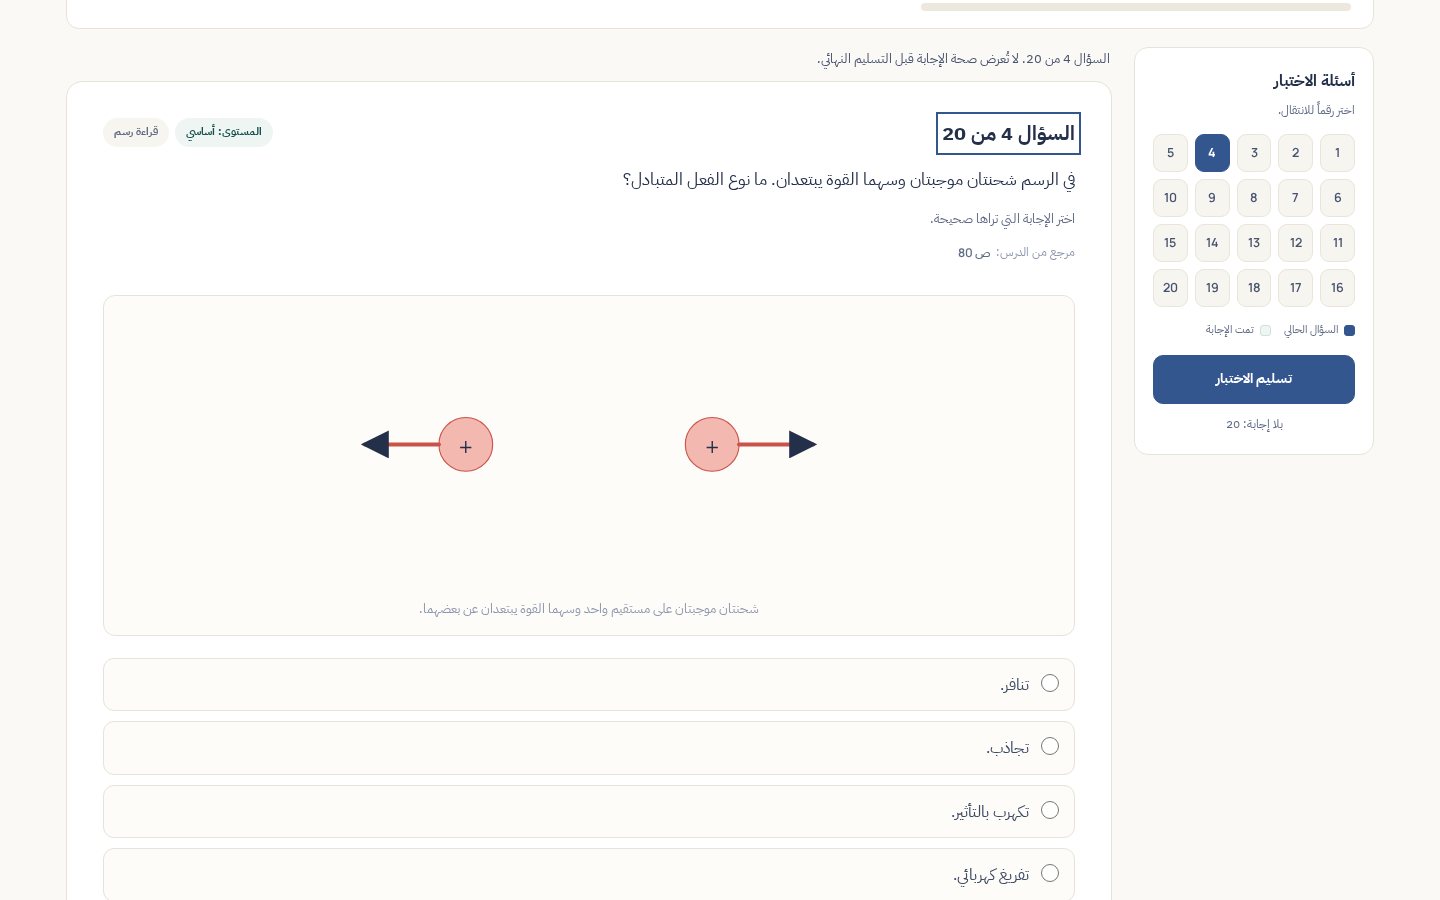 السؤال 4 من 20. لا تُعرض صحة الإجابة قبل التسليم النهائي.
أسئلة الاختبار
اختر رقماً للانتقال.
1 2 3 4 5
6 7 8 9 10
11 12 13 14 15
16 17 18 19 20
السؤال الحالي تمت الإجابة
تسليم الاختبار
بلا إجابة: 20
السؤال 4 من 20
المستوى: أساسي قراءة رسم
في الرسم شحنتان موجبتان وسهما القوة يبتعدان. ما نوع الفعل المتبادل؟
اختر الإجابة التي تراها صحيحة.
مرجع من الدرس: ص 80
+ +
شحنتان موجبتان على مستقيم واحد وسهما القوة يبتعدان عن بعضهما.
تنافر.
تجاذب.
تكهرب بالتأثير.
تفريغ كهربائي.